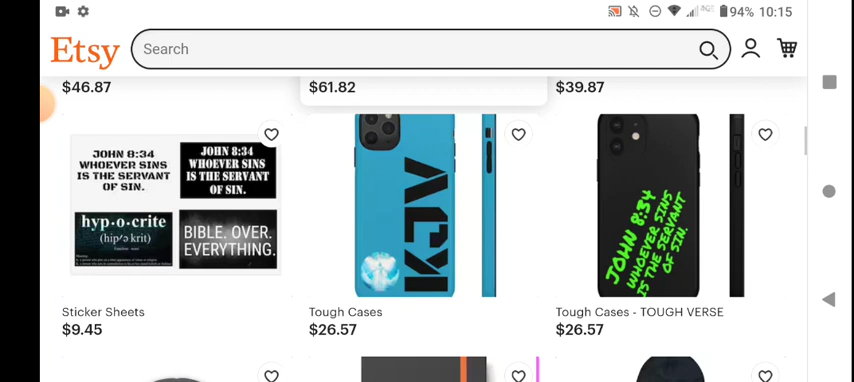 94% 10:15
Etsy Search
$46.87 $61.82 $39.87
JOHN 8:34
WHOEVER SINS
IS THE SERVANT
OF SIN.
JOHN 8:34
WHOEVER SINS
IS THE SERVANT
OF SIN.
hyp·o·crite
(hip'ə krit)
BIBLE. OVER.
EVERYTHING.
JOHN 8:34
WHOEVER SINS
IS THE SERVANT
OF SIN.
Sticker Sheets
$9.45
Tough Cases
$26.57
Tough Cases - TOUGH VERSE
$26.57